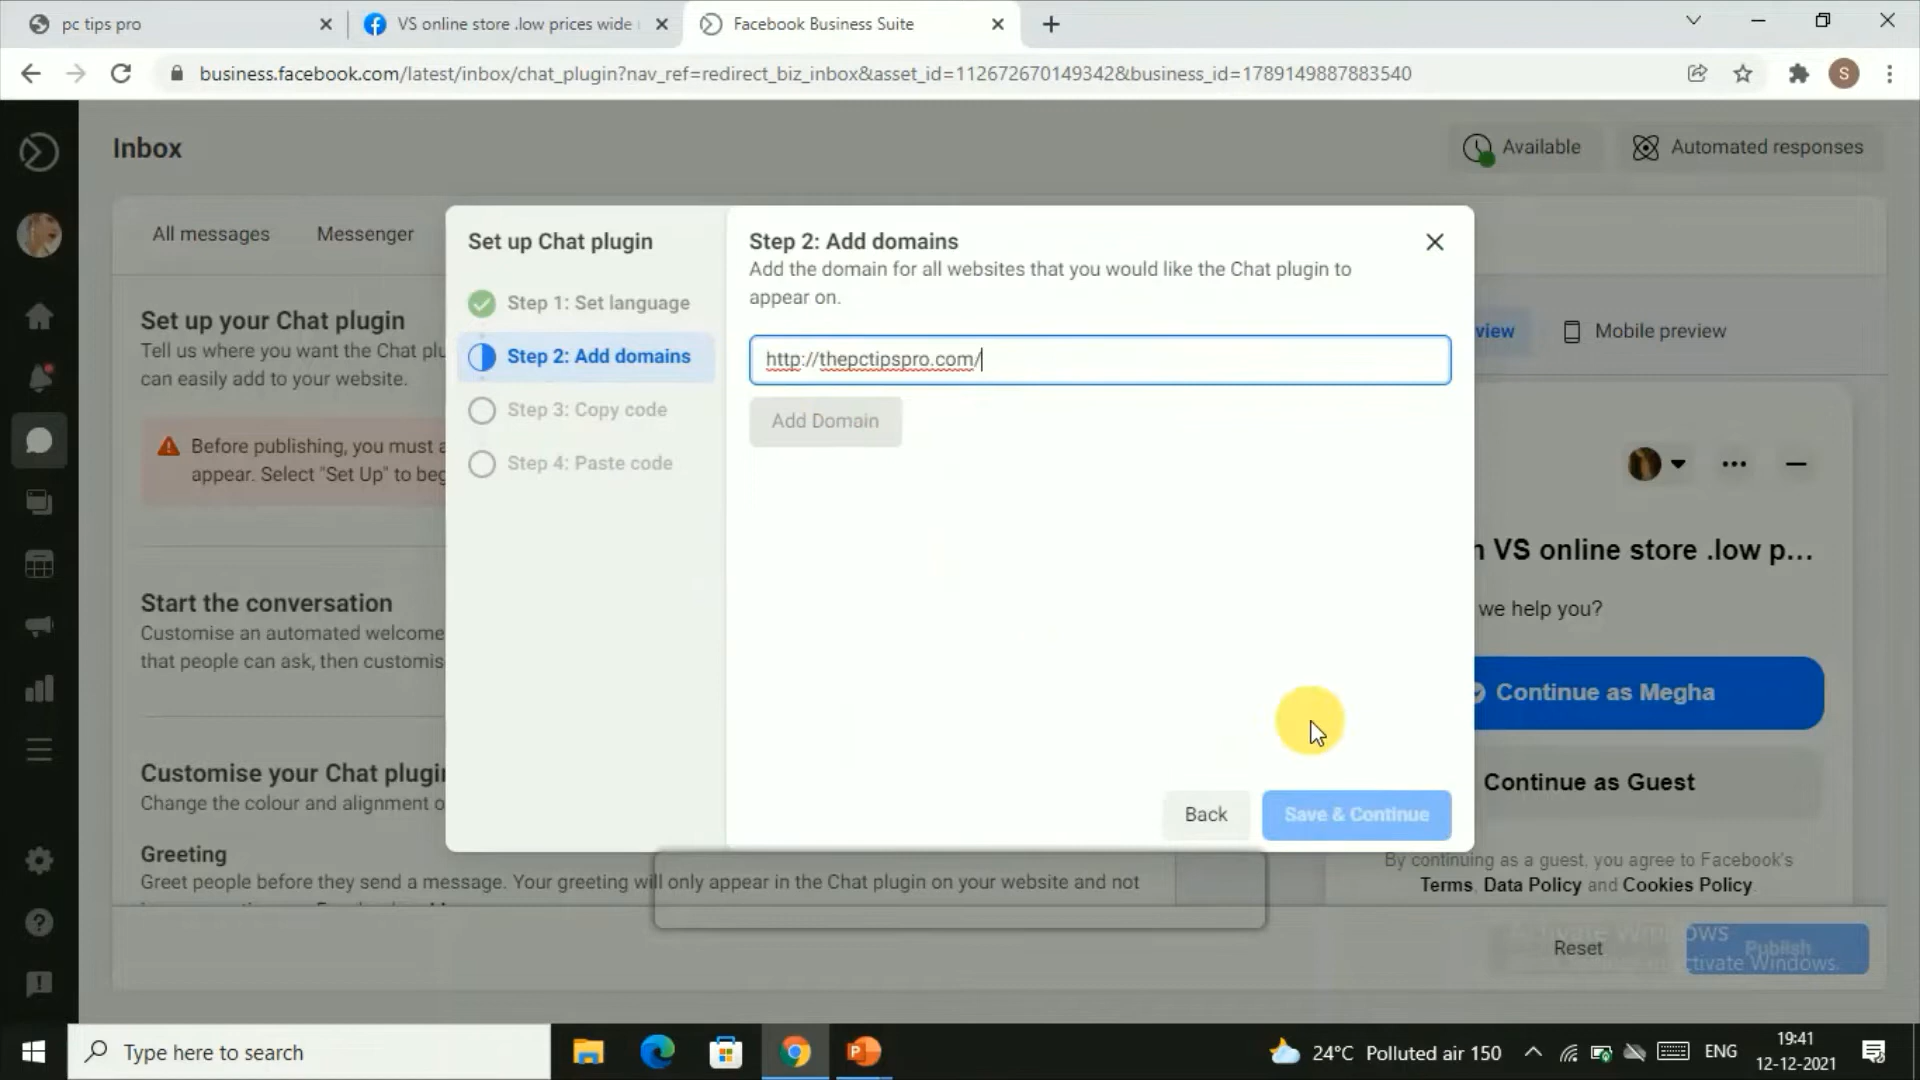 pc tips pro
VS online store .low prices wide
Facebook Business Suite
business.facebook.com/latest/inbox/chat_plugin?nav_ref=redirect_biz_inbox&asset_id=112672670149342&business_id=1789149887883540
S
Inbox
Available
Automated responses
All messages
Messenger
Set up your Chat plugin
Tell us where you want the Chat plu
can easily add to your website.
Before publishing, you must a
appear. Select "Set Up" to beg
Start the conversation
Customise an automated welcome
that people can ask, then customis
Customise your Chat plugin
Change the colour and alignment o
Greeting
Greet people before they send a message. Your greeting will only appear in the Chat plugin on your website and not
Set up Chat plugin
Step 1: Set language
Step 2: Add domains
Step 3: Copy code
Step 4: Paste code
Step 2: Add domains
Add the domain for all websites that you would like the Chat plugin to
appear on.
http://thepctipspro.com/
Add Domain
Back
Save & Continue
view
Mobile preview
VS online store .low p...
we help you?
Continue as Megha
Continue as Guest
By continuing as a guest, you agree to Facebook's
Terms, Data Policy and Cookies Policy.
Reset
Publish
Activate Windows
ctivate Windows.
Type here to search
24°C Polluted air 150
ENG
19:41
12-12-2021